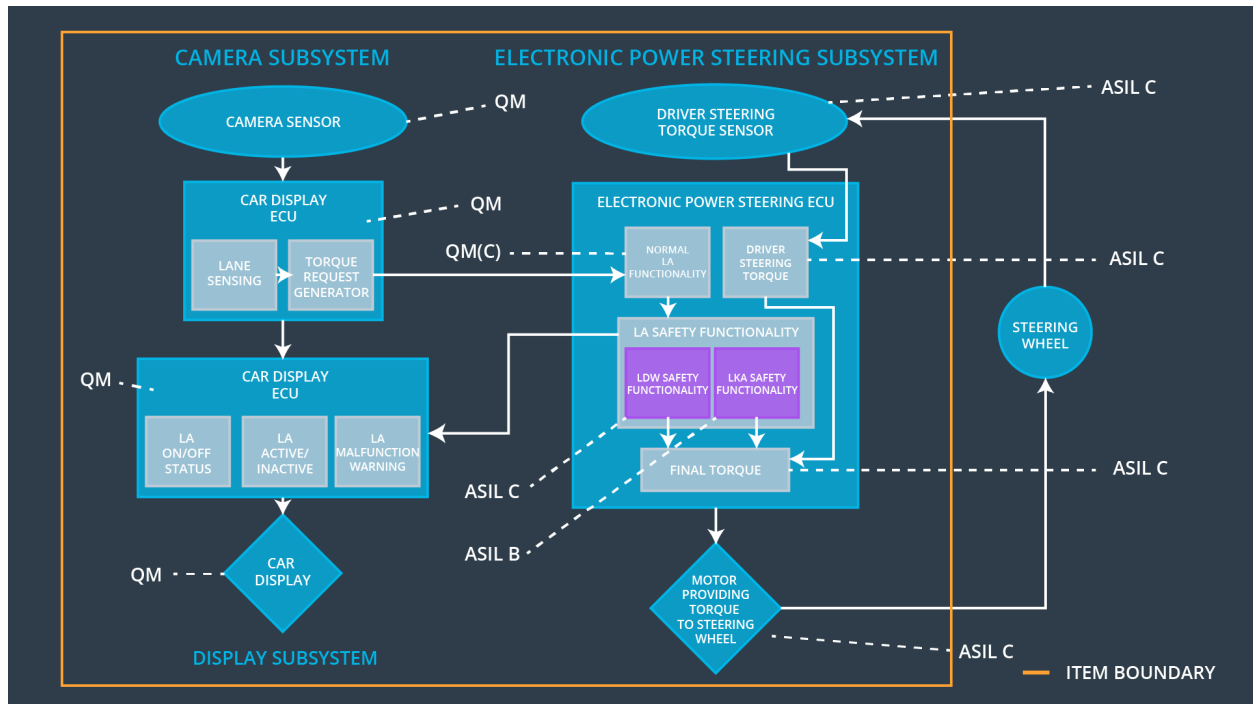 CAMERA SUBSYSTEM
ELECTRONIC POWER STEERING SUBSYSTEM
CAMERA SENSOR
QM
DRIVER STEERING
TORQUE SENSOR
ASIL C
CAR DISPLAY
ECU
QM
LANE
SENSING
TORQUE
REQUEST
GENERATOR
QM(C)
ELECTRONIC POWER STEERING ECU
NORMAL
LA
FUNCTIONALITY
DRIVER
STEERING
TORQUE
ASIL C
LA SAFETY FUNCTIONALITY
LDW SAFETY
FUNCTIONALITY
LKA SAFETY
FUNCTIONALITY
STEERING
WHEEL
QM
CAR DISPLAY
ECU
LA
ON/OFF
STATUS
LA
ACTIVE/
INACTIVE
LA
MALFUNCTION
WARNING
FINAL TORQUE
ASIL C
ASIL C
ASIL B
QM
CAR
DISPLAY
MOTOR
PROVIDING
TORQUE
TO STEERING
WHEEL
ASIL C
DISPLAY SUBSYSTEM
ITEM BOUNDARY